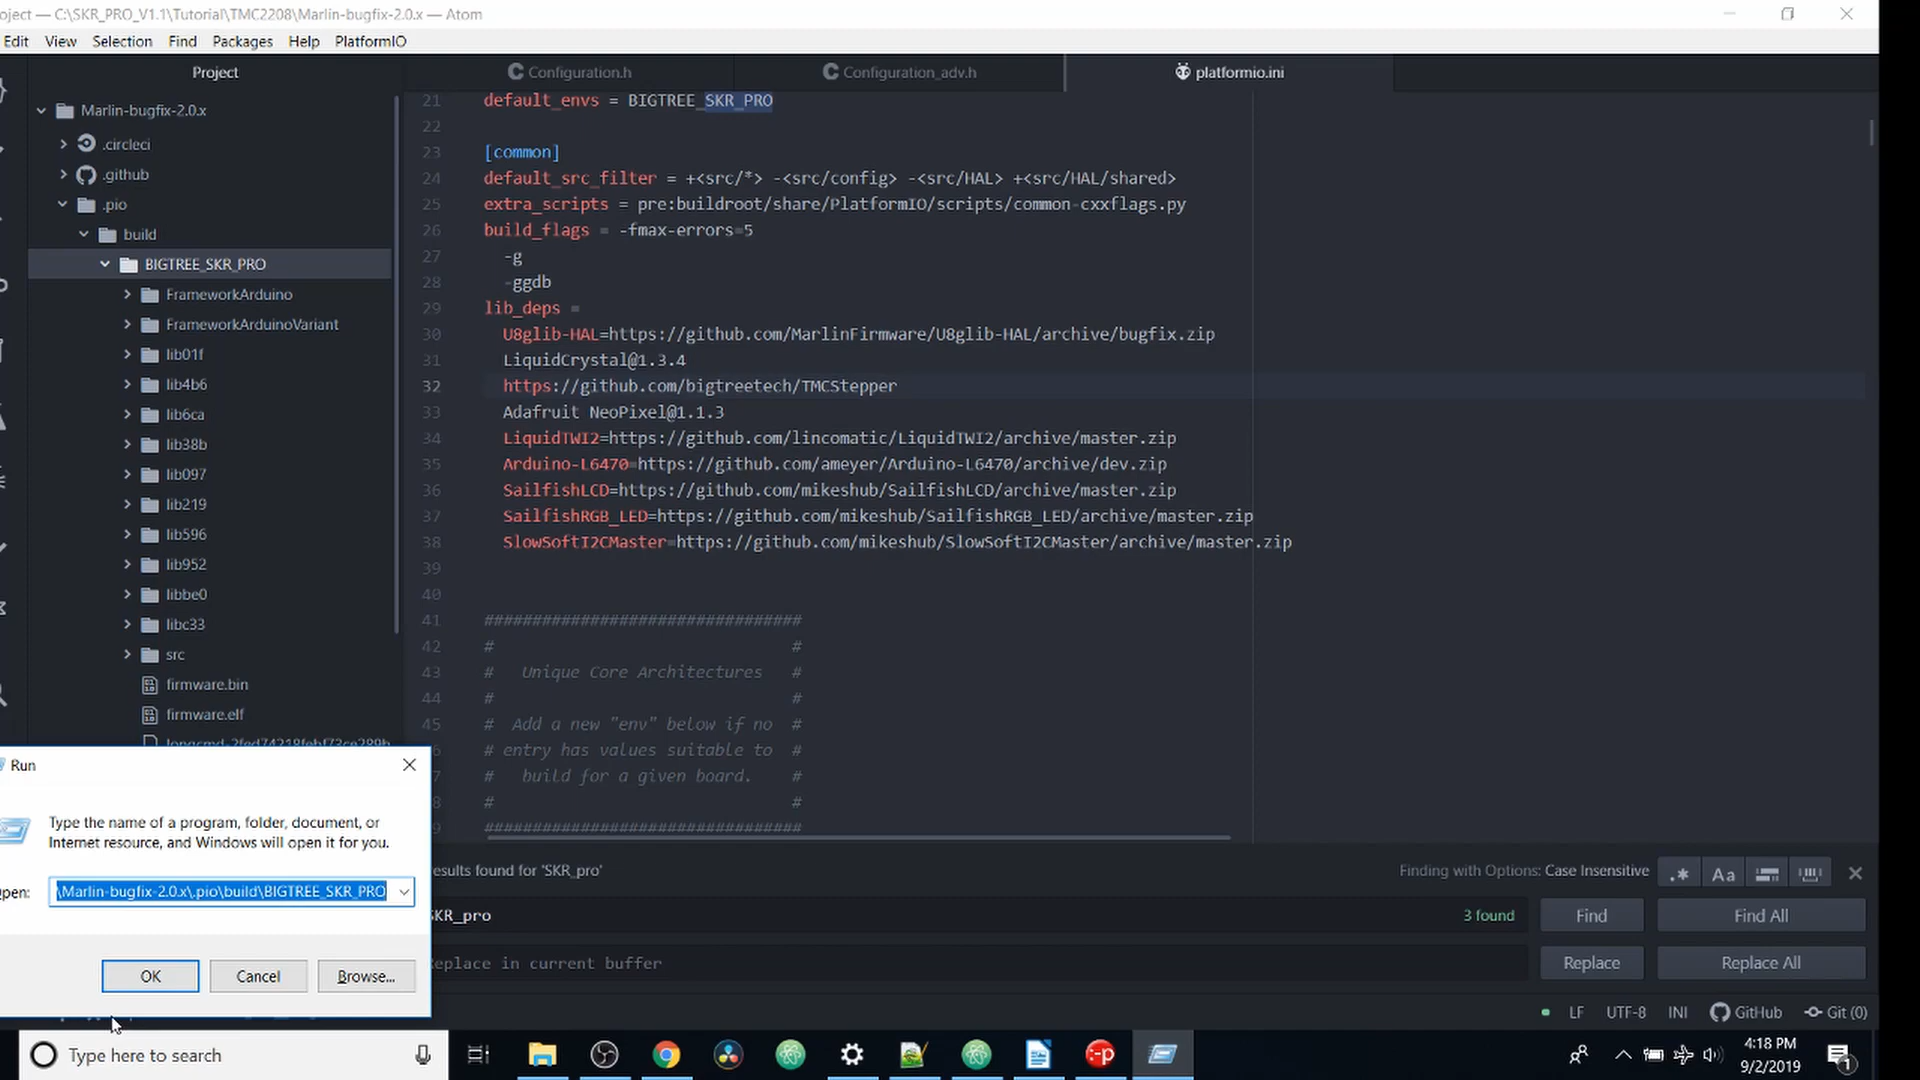 oject — C:\SKR_PRO_V1.1\Tutorial\TMC2208\Marlin-bugfix-2.0.x — Atom
Edit View Selection Find Packages Help PlatformIO
Project
Configuration.h
Configuration_adv.h
platformio.ini
Marlin-bugfix-2.0.x
.circleci
.github
.pio
build
BIGTREE_SKR_PRO
FrameworkArduino
FrameworkArduinoVariant
lib01f
lib4b6
lib6ca
lib38b
lib097
lib219
lib596
lib952
libbe0
libc33
src
firmware.bin
firmware.elf
longcmd-2fed74218febf73ce289b
21 default_envs = BIGTREE_SKR_PRO
22
23 [common]
24 default_src_filter = +<src/*> -<src/config> -<src/HAL> +<src/HAL/shared>
25 extra_scripts = pre:buildroot/share/PlatformIO/scripts/common-cxxflags.py
26 build_flags = -fmax-errors=5
27 -g
28 -ggdb
29 lib_deps =
30 U8glib-HAL=https://github.com/MarlinFirmware/U8glib-HAL/archive/bugfix.zip
31 LiquidCrystal@1.3.4
32 https://github.com/bigtreetech/TMCStepper
33 Adafruit NeoPixel@1.1.3
34 LiquidTWI2=https://github.com/lincomatic/LiquidTWI2/archive/master.zip
35 Arduino-L6470=https://github.com/ameyer/Arduino-L6470/archive/dev.zip
36 SailfishLCD=https://github.com/mikeshub/SailfishLCD/archive/master.zip
37 SailfishRGB_LED=https://github.com/mikeshub/SailfishRGB_LED/archive/master.zip
38 SlowSoftI2CMaster=https://github.com/mikeshub/SlowSoftI2CMaster/archive/master.zip
39
40
41 #################################
42 # #
43 # Unique Core Architectures #
44 # #
45 # Add a new "env" below if no #
6 # entry has values suitable to #
7 # build for a given board. #
8 # #
9 #################################
Run
Type the name of a program, folder, document, or
Internet resource, and Windows will open it for you.
pen: \Marlin-bugfix-2.0.x\.pio\build\BIGTREE_SKR_PRO
OK Cancel Browse...
esults found for 'SKR_pro'
Finding with Options: Case Insensitive
.* Aa
KR_pro
3 found
Find Find All
eplace in current buffer
Replace Replace All
LF UTF-8 INI GitHub Git (0)
Type here to search
4:18 PM
9/2/2019
1